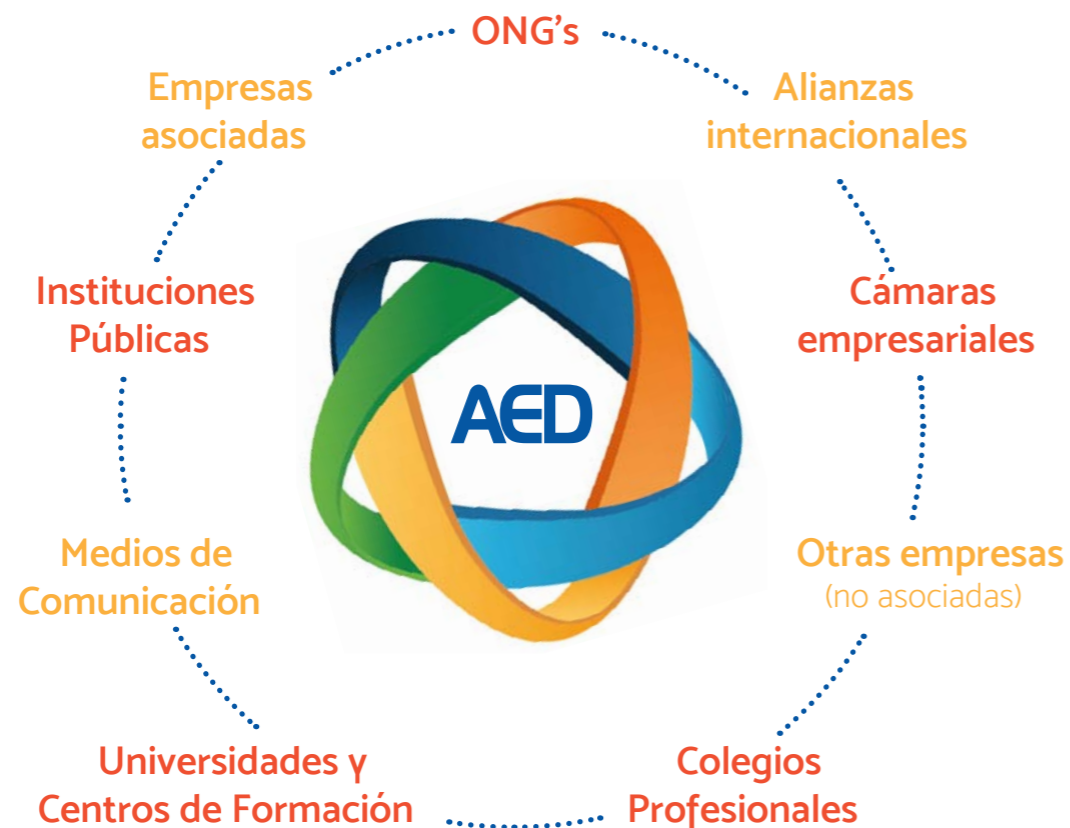 ONG's
Empresas
asociadas
Alianzas
internacionales
Instituciones
Públicas
Cámaras
empresariales
AED
Medios de
Comunicación
Otras empresas
(no asociadas)
Universidades y
Centros de Formación
Colegios
Profesionales